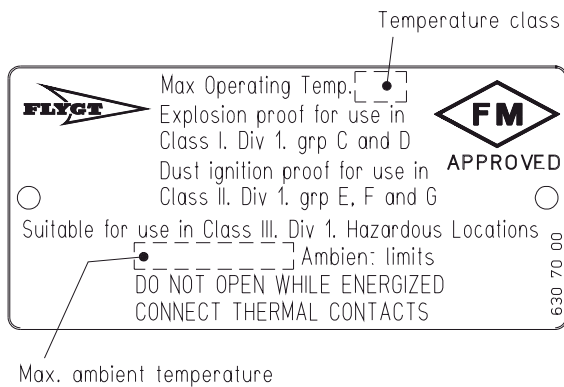 Temperature class
Max Operating Temp.
FLYGT
Explosion proof for use in
Class I. Div 1. grp C and D
FM
APPROVED
Dust ignition proof for use in
Class II. Div 1. grp E, F and G
Suitable for use in Class III. Div 1. Hazardous Locations
Ambient limits
DO NOT OPEN WHILE ENERGIZED
CONNECT THERMAL CONTACTS
630 70 00
Max. ambient temperature